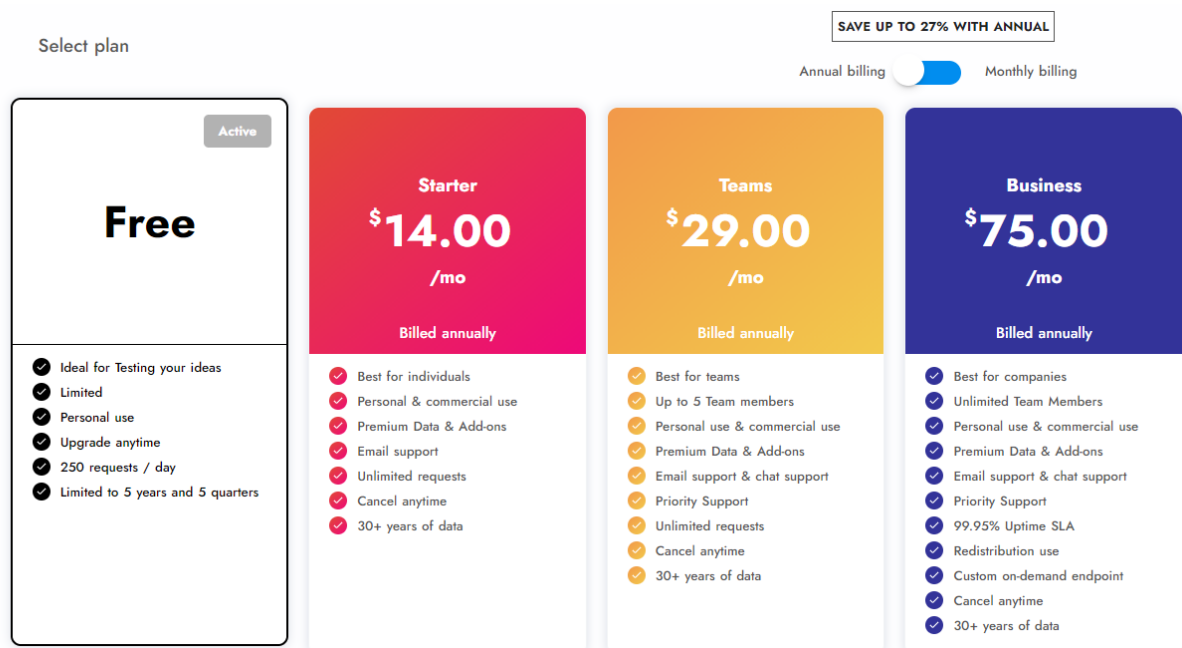 SAVE UP TO 27% WITH ANNUAL
Select plan
Annual billing
Monthly billing
Active
Free
Ideal for Testing your ideas
Limited
Personal use
Upgrade anytime
250 requests / day
Limited to 5 years and 5 quarters
Starter
$14.00
/mo
Billed annually
Best for individuals
Personal & commercial use
Premium Data & Add-ons
Email support
Unlimited requests
Cancel anytime
30+ years of data
Teams
$29.00
/mo
Billed annually
Best for teams
Up to 5 Team members
Personal use & commercial use
Premium Data & Add-ons
Email support & chat support
Priority Support
Unlimited requests
Cancel anytime
30+ years of data
Business
$75.00
/mo
Billed annually
Best for companies
Unlimited Team Members
Personal use & commercial use
Premium Data & Add-ons
Email support & chat support
Priority Support
99.95% Uptime SLA
Redistribution use
Custom on-demand endpoint
Cancel anytime
30+ years of data